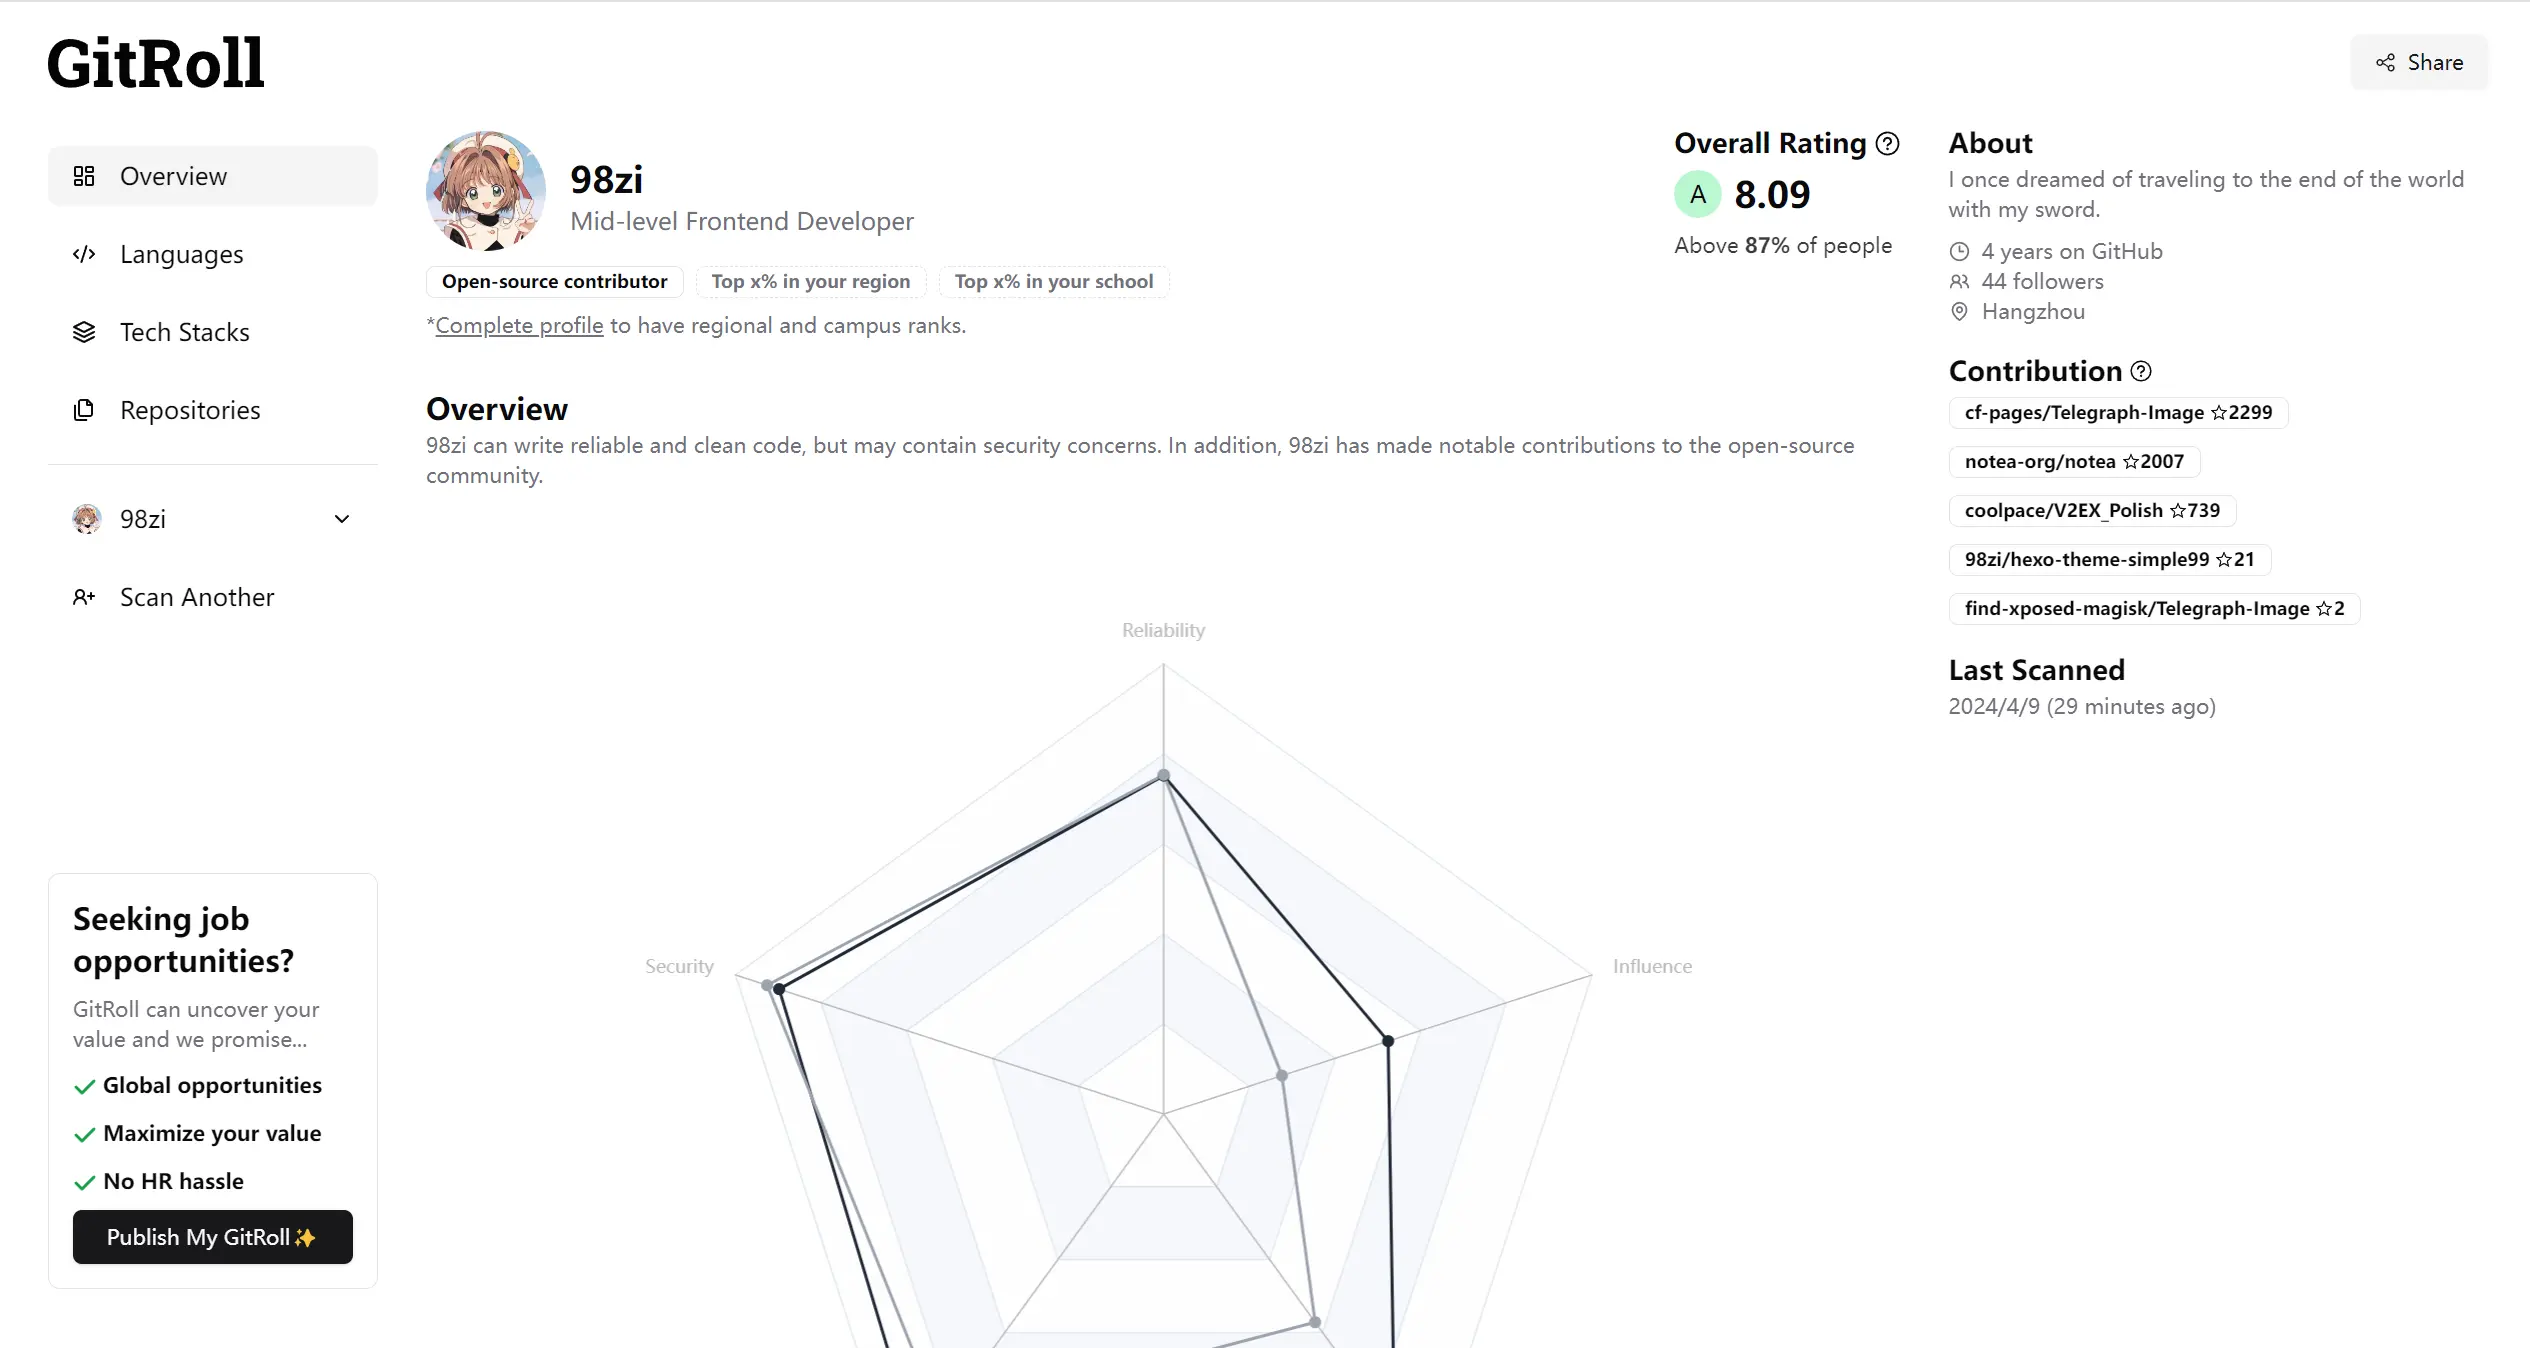 GitRoll
Share
Overview
Languages
Tech Stacks
Repositories
98zi
Scan Another
Seeking job
opportunities?
GitRoll can uncover your
value and we promise...
Global opportunities
Maximize your value
No HR hassle
Publish My GitRoll✨
98zi
Mid-level Frontend Developer
Open-source contributor
Top x% in your region
Top x% in your school
*Complete profile to have regional and campus ranks.
Overall Rating
A 8.09
Above 87% of people
Overview
98zi can write reliable and clean code, but may contain security concerns. In addition, 98zi has made notable contributions to the open-source
community.
Reliability
Security
Influence
About
I once dreamed of traveling to the end of the world
with my sword.
4 years on GitHub
44 followers
Hangzhou
Contribution
cf-pages/Telegraph-Image ☆2299
notea-org/notea ☆2007
coolpace/V2EX_Polish ☆739
98zi/hexo-theme-simple99 ☆21
find-xposed-magisk/Telegraph-Image ☆2
Last Scanned
2024/4/9 (29 minutes ago)